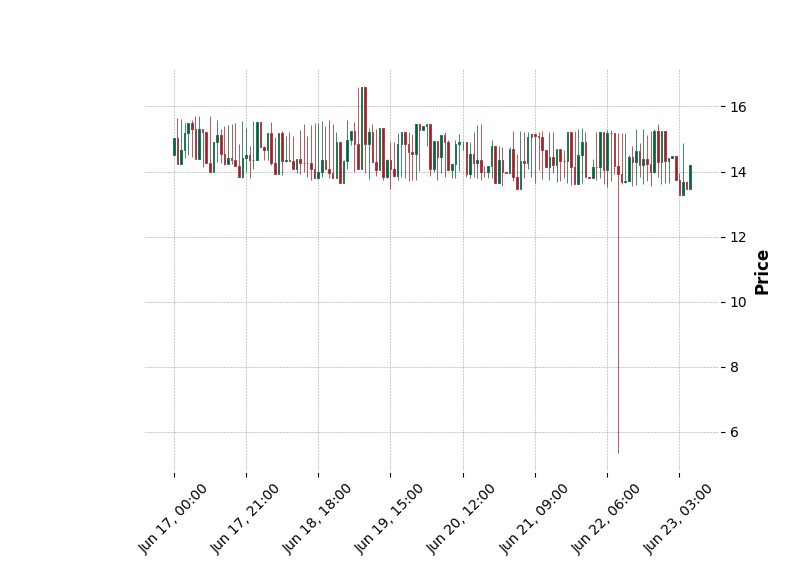 16
14
12
10
8
6
Price
Jun 17, 00:00
Jun 17, 21:00
Jun 18, 18:00
Jun 19, 15:00
Jun 20, 12:00
Jun 21, 09:00
Jun 22, 06:00
Jun 23, 03:00